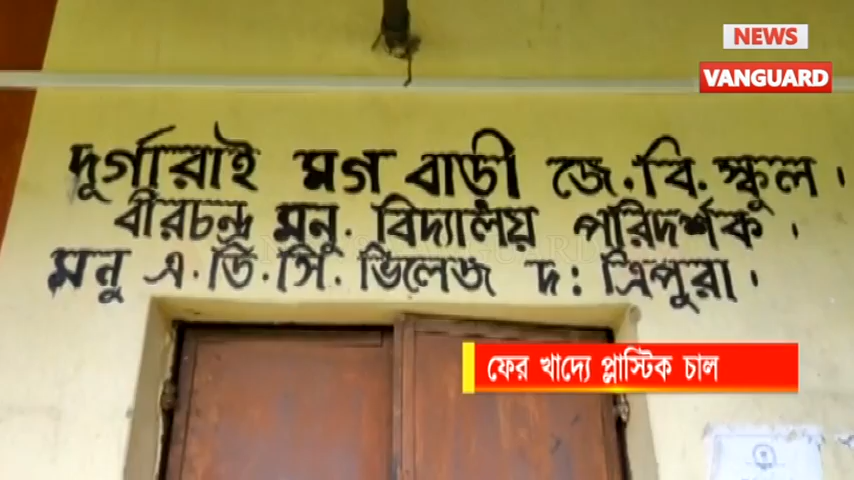 NEWS
VANGUARD
দূর্গারাই মগ বাড়ী জে.বি.স্কুল।
বীরচন্দ্র মনু. বিদ্যালয় পরিদর্শক।
মনু এ.ডি.সি. ভিলেজ দ: ত্রিপুরা।
ফের খাদ্যে প্লাস্টিক চাল